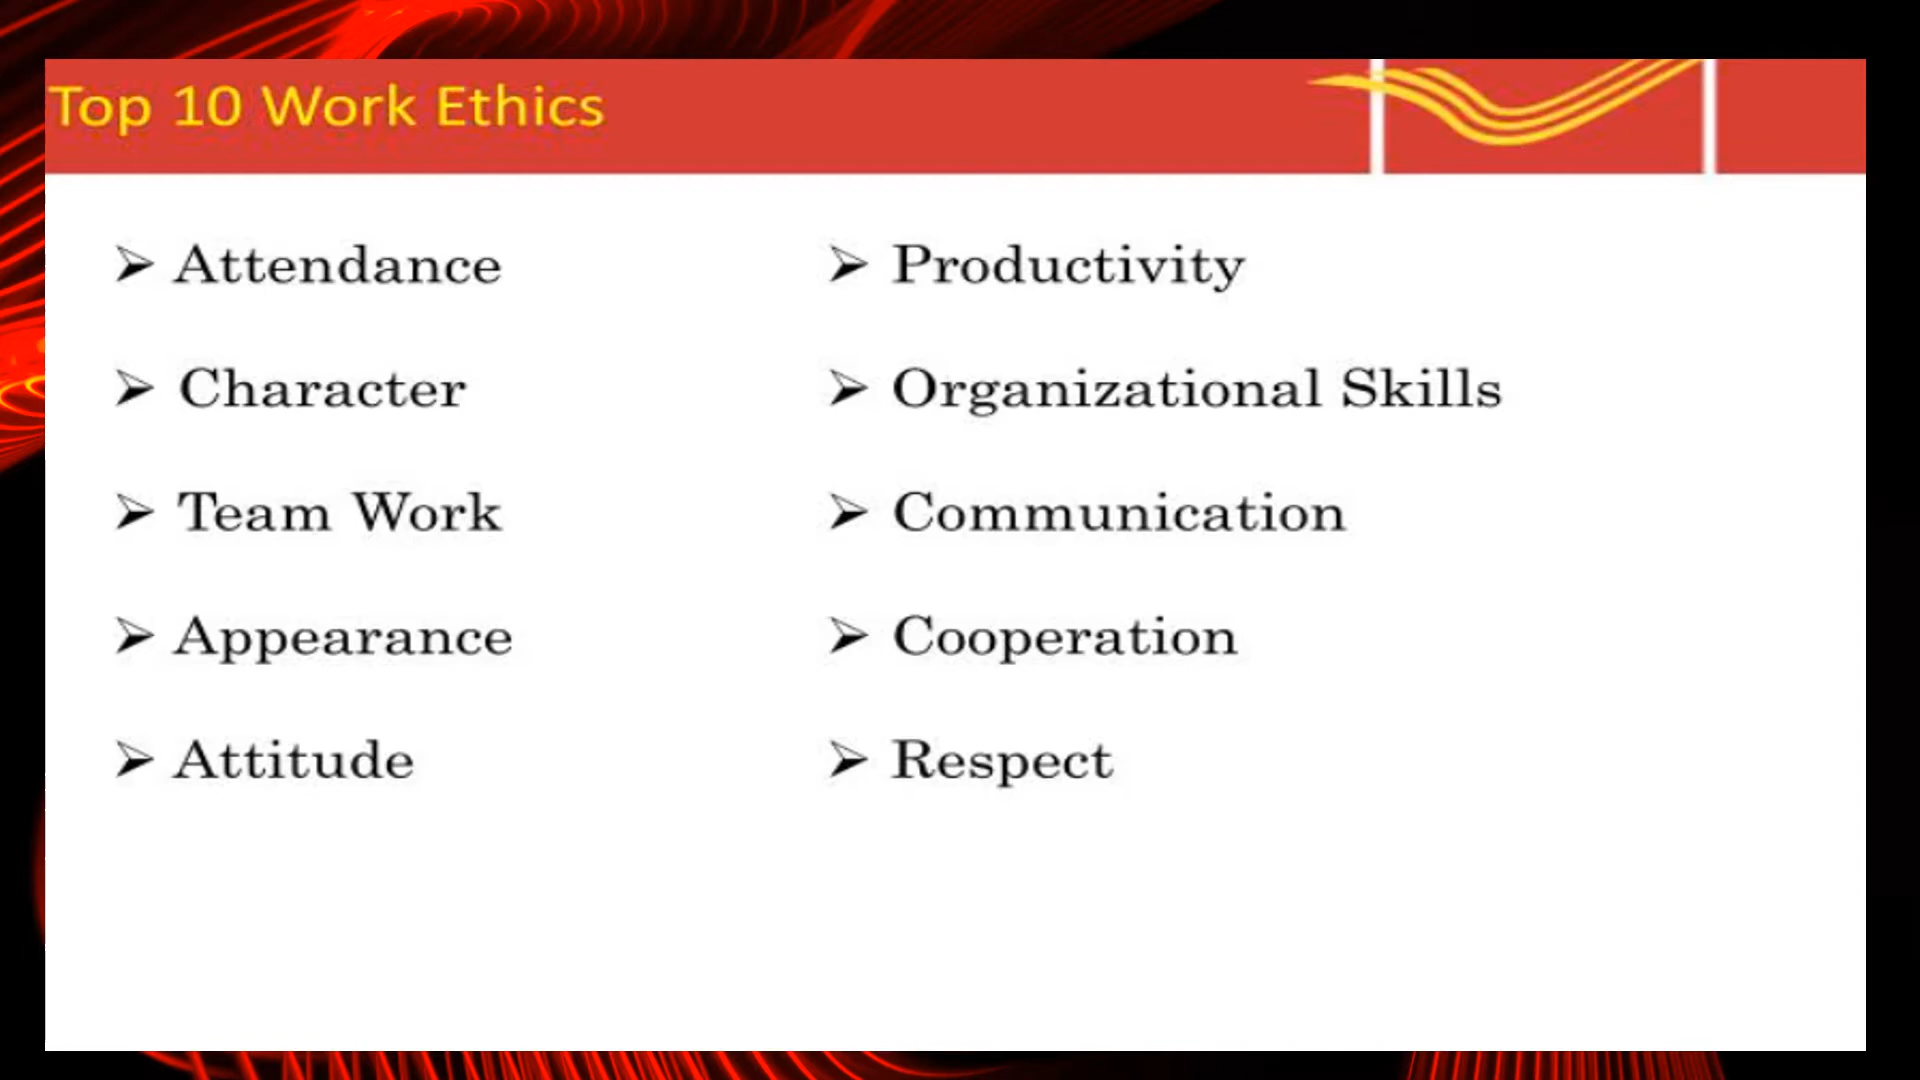 Top 10 Work Ethics
➢ Attendance
➢ Character
➢ Team Work
➢ Appearance
➢ Attitude
➢ Productivity
➢ Organizational Skills
➢ Communication
➢ Cooperation
➢ Respect